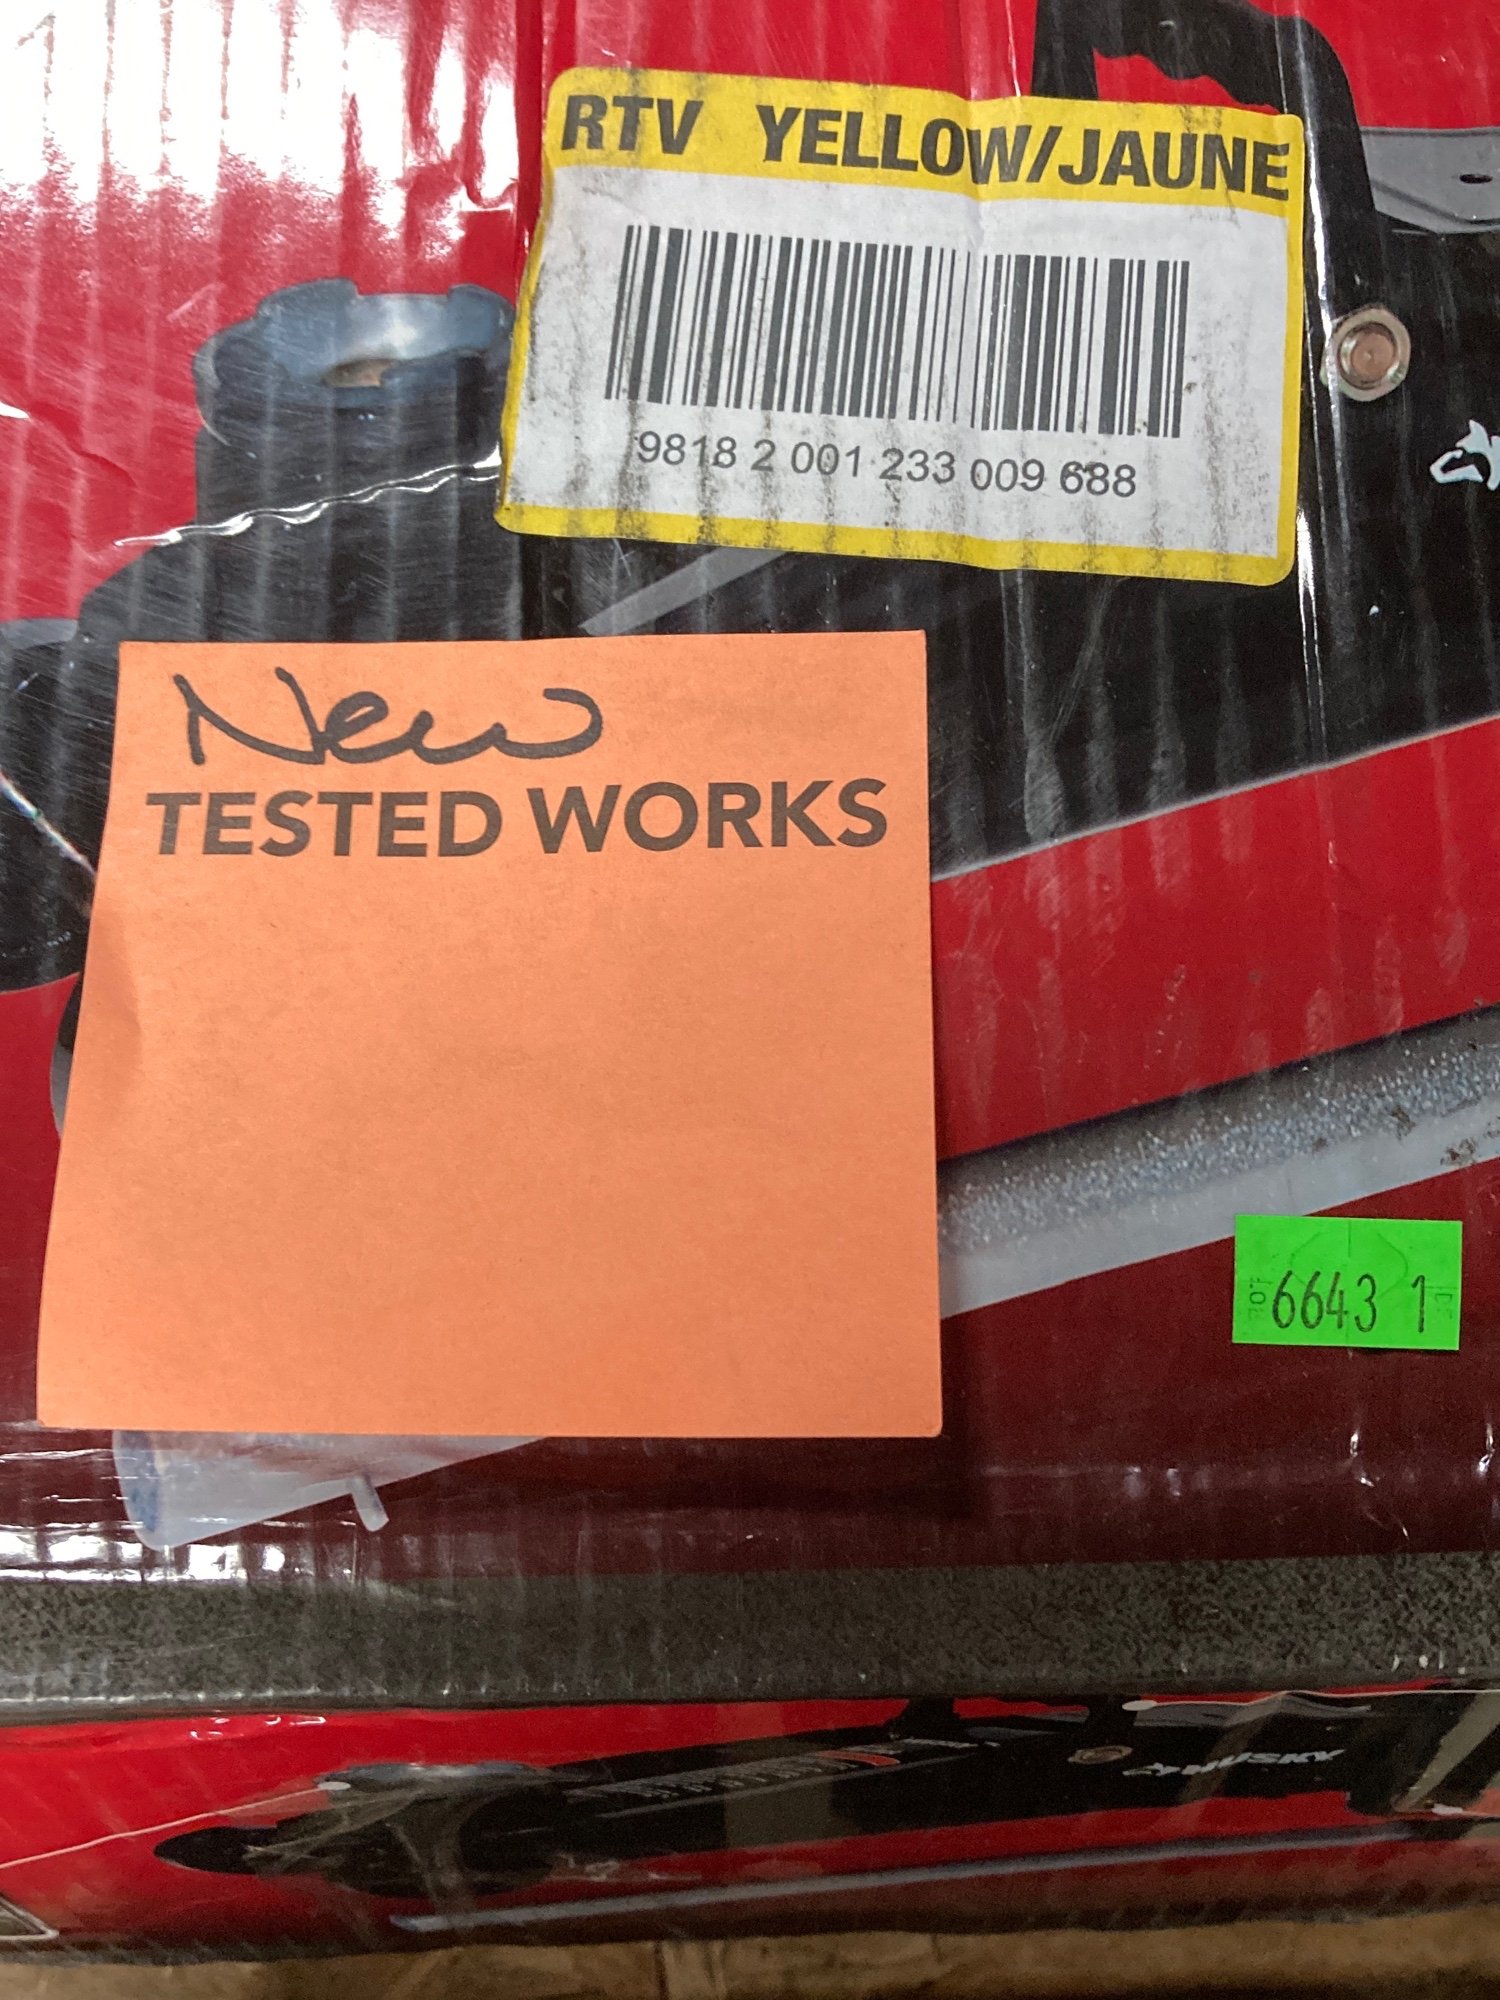 RTV YELLOW/JAUNE
9818 2 001 233 009 688
New
TESTED WORKS
6643 1
HUSKY